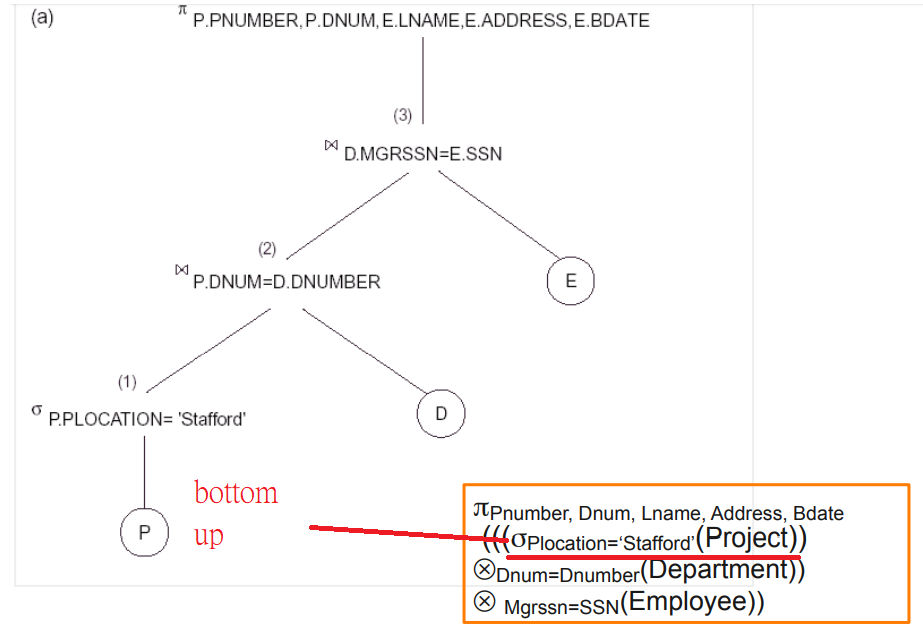 (a)
π P.PNUMBER, P.DNUM, E.LNAME, E.ADDRESS, E.BDATE
(3)
⋈ D.MGRSSN=E.SSN
(2)
⋈ P.DNUM=D.DNUMBER
E
(1)
σ P.PLOCATION= 'Stafford'
D
bottom
up
P
πPnumber, Dnum, Lname, Address, Bdate
(((σPlocation=‘Stafford’(Project))
⊗Dnum=Dnumber(Department))
⊗ Mgrssn=SSN(Employee))